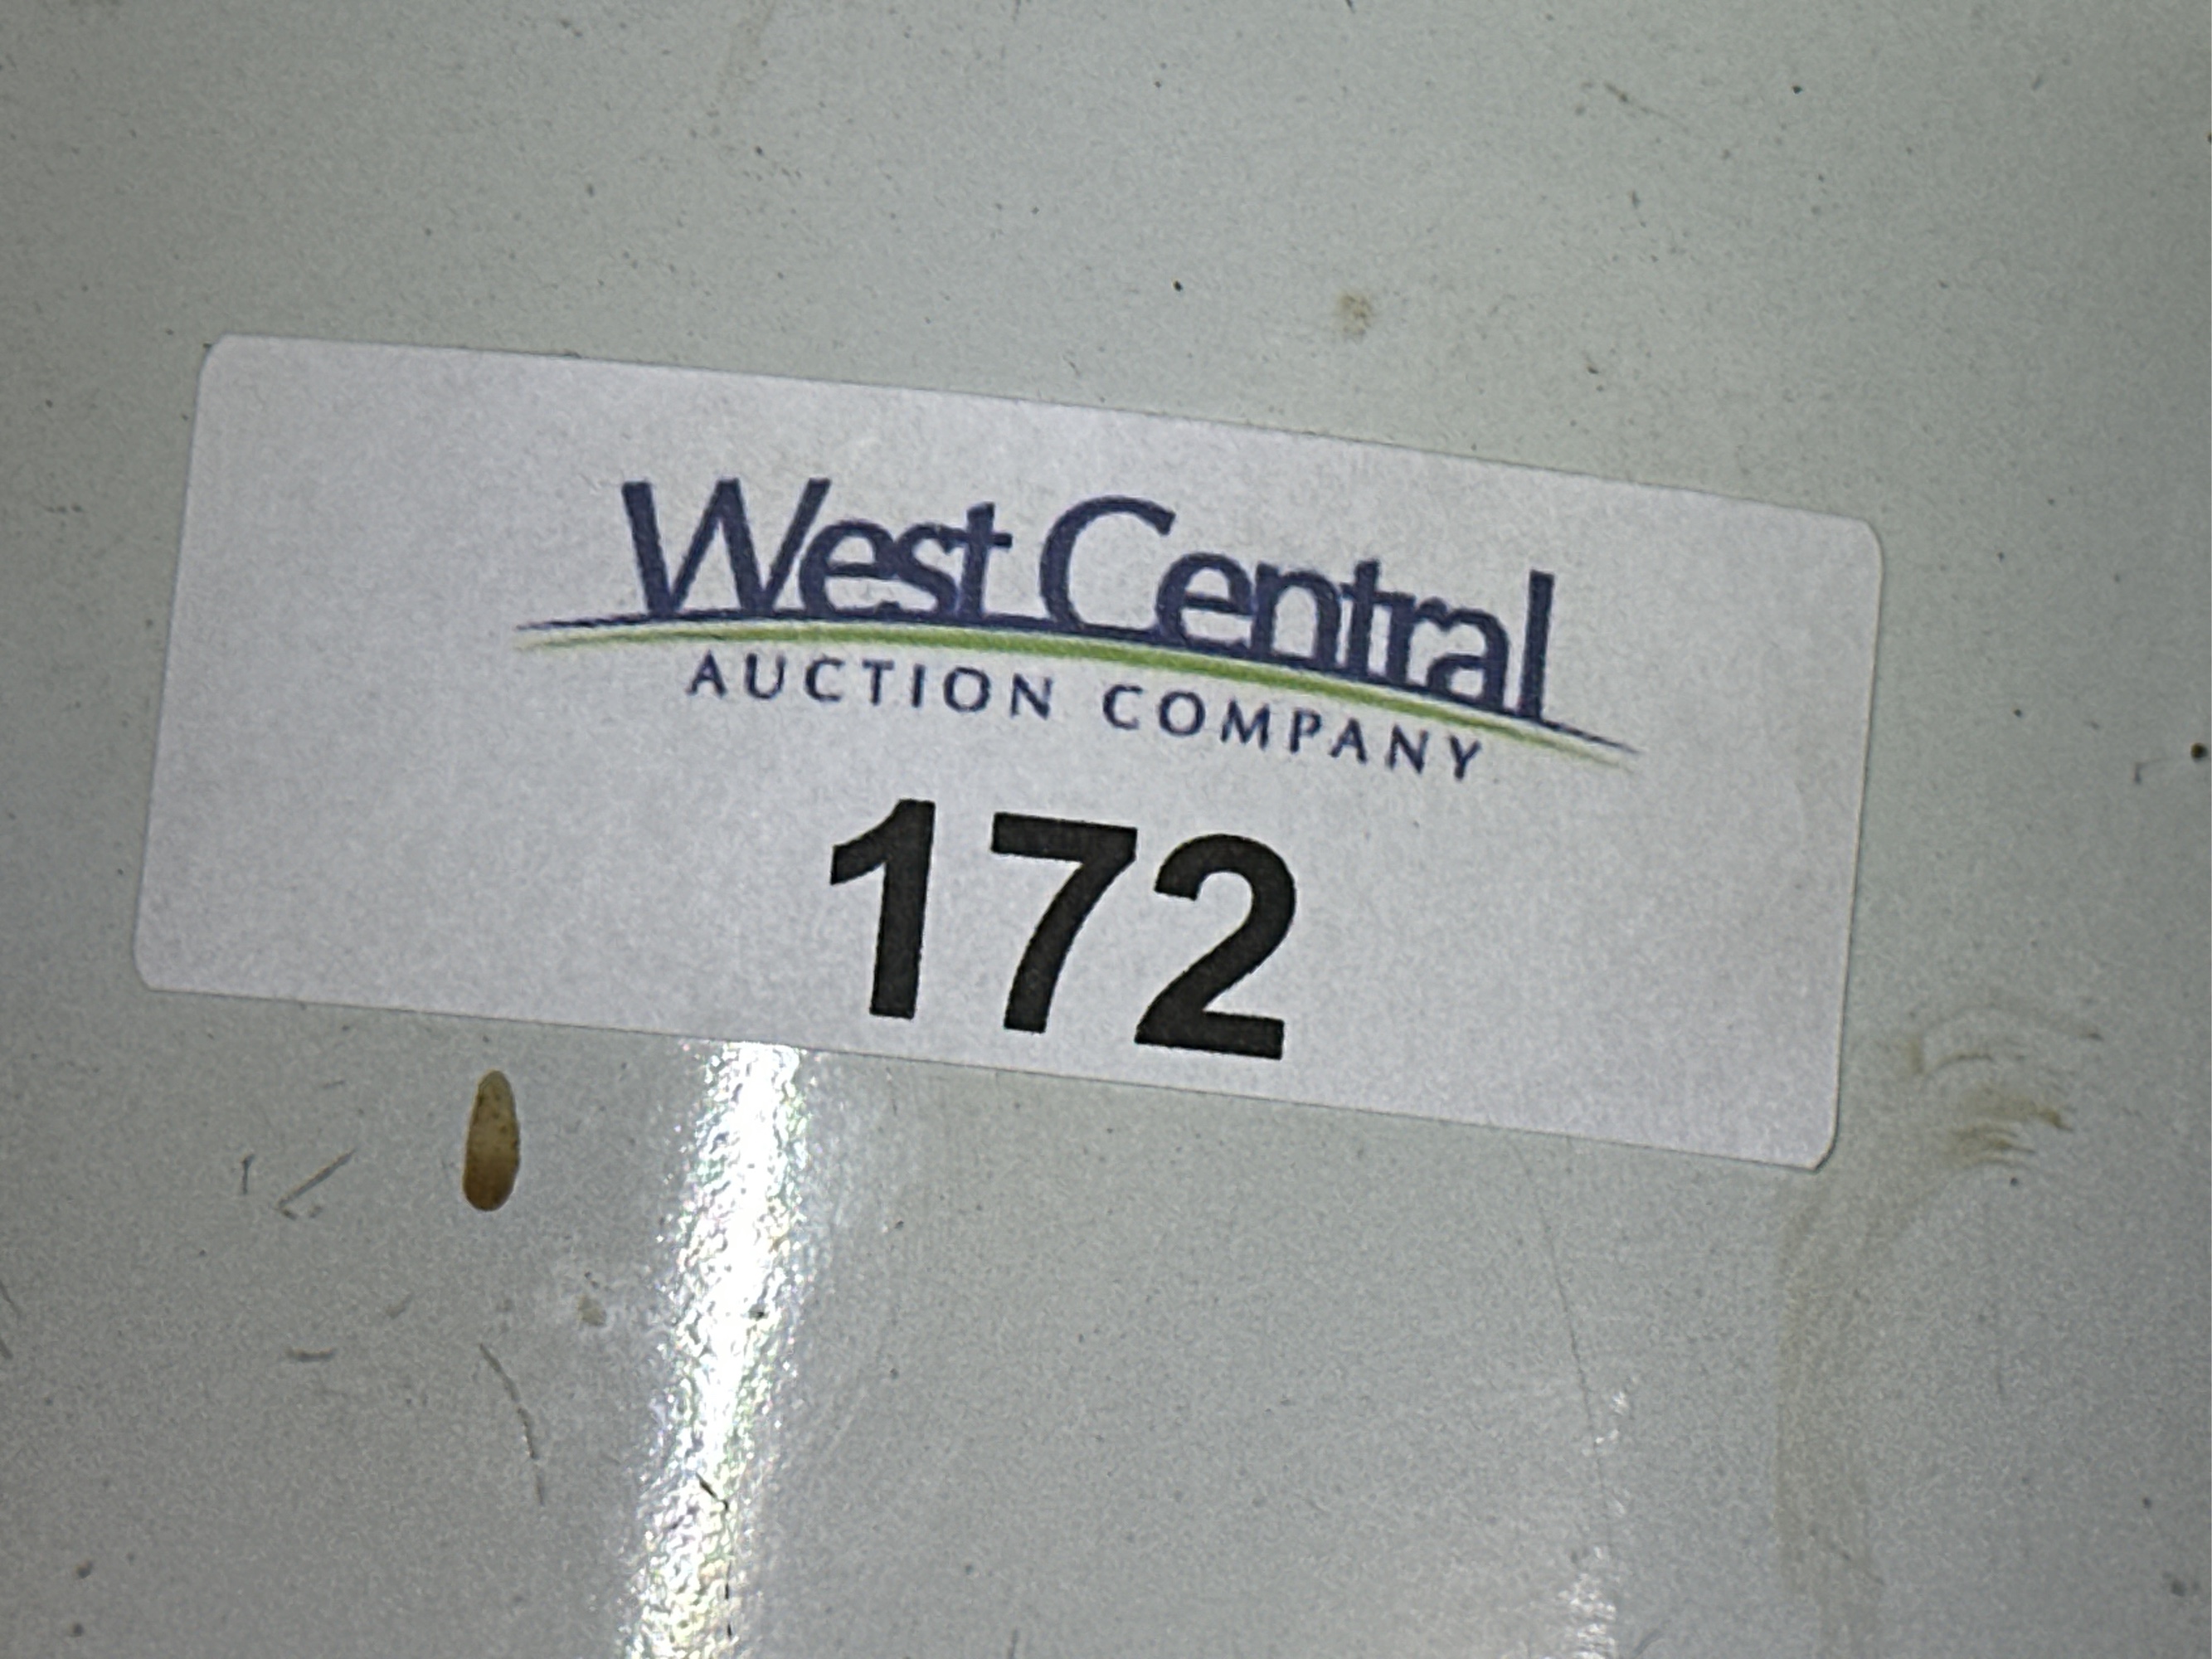 West Central
AUCTION COMPANY
172